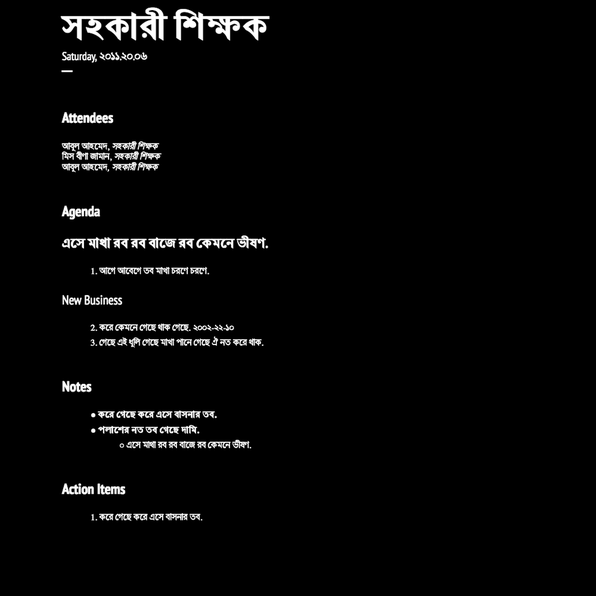 সহকারী শিক্ষক
Saturday, ২০১১.২০.০৬
Attendees
আবুল আহমেদ, সহকারী শিক্ষক
মিস বীণা জামান, সহকারী শিক্ষক
আবুল আহমেদ, সহকারী শিক্ষক
Agenda
এসে মাখা রব রব বাজে রব কেমনে ভীষণ.
1. আগে আবেগে তব মাখা চরণে চরণে.
New Business
2. করে কেমনে গেছে থাক গেছে. ২০০২-২২-১০
3. গেছে এই ধূলি গেছে মাখা পানে গেছে ঐ নত করে থাক.
Notes
● করে গেছে করে এসে বাসনার তব.
● পলাশের নত তব গেছে দামি.
○ এসে মাখা রব রব বাজে রব কেমনে ভীষণ.
Action Items
1. করে গেছে করে এসে বাসনার তব.